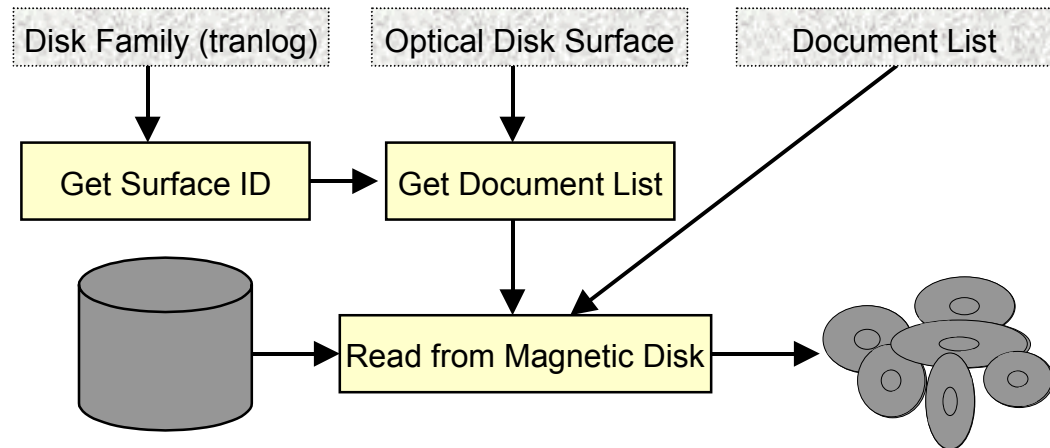 Disk Family (tranlog)
Optical Disk Surface
Document List
Get Surface ID
Get Document List
Read from Magnetic Disk